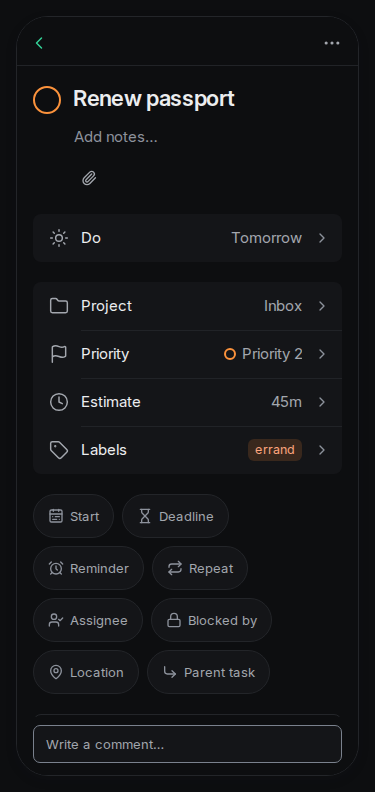 Renew passport
Add notes...
Do Tomorrow
Project Inbox
Priority Priority 2
Estimate 45m
Labels errand
Start Deadline
Reminder Repeat
Assignee Blocked by
Location Parent task
Write a comment...